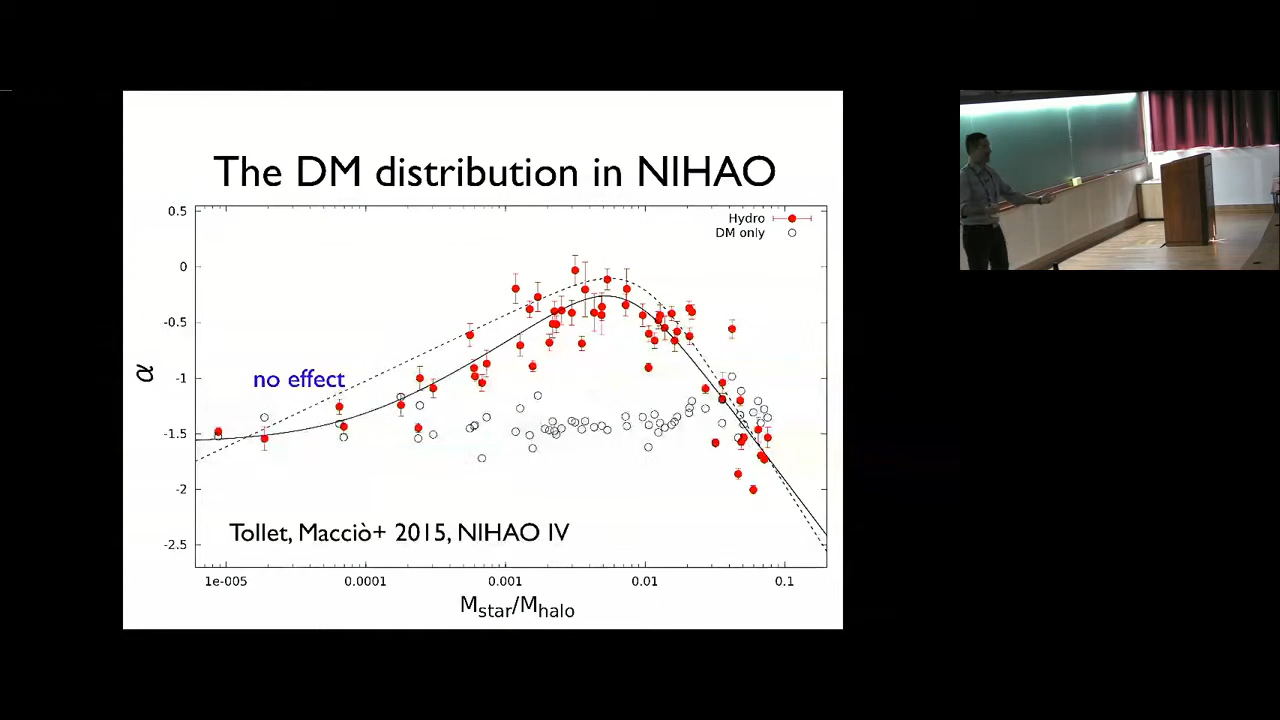 The DM distribution in NIHAO
0.5
0
-0.5
-1
-1.5
-2
-2.5
α
Hydro
DM only
no effect
Tollet, Macciò+ 2015, NIHAO IV
1e-005
0.0001
0.001
0.01
0.1
Mstar/Mhalo